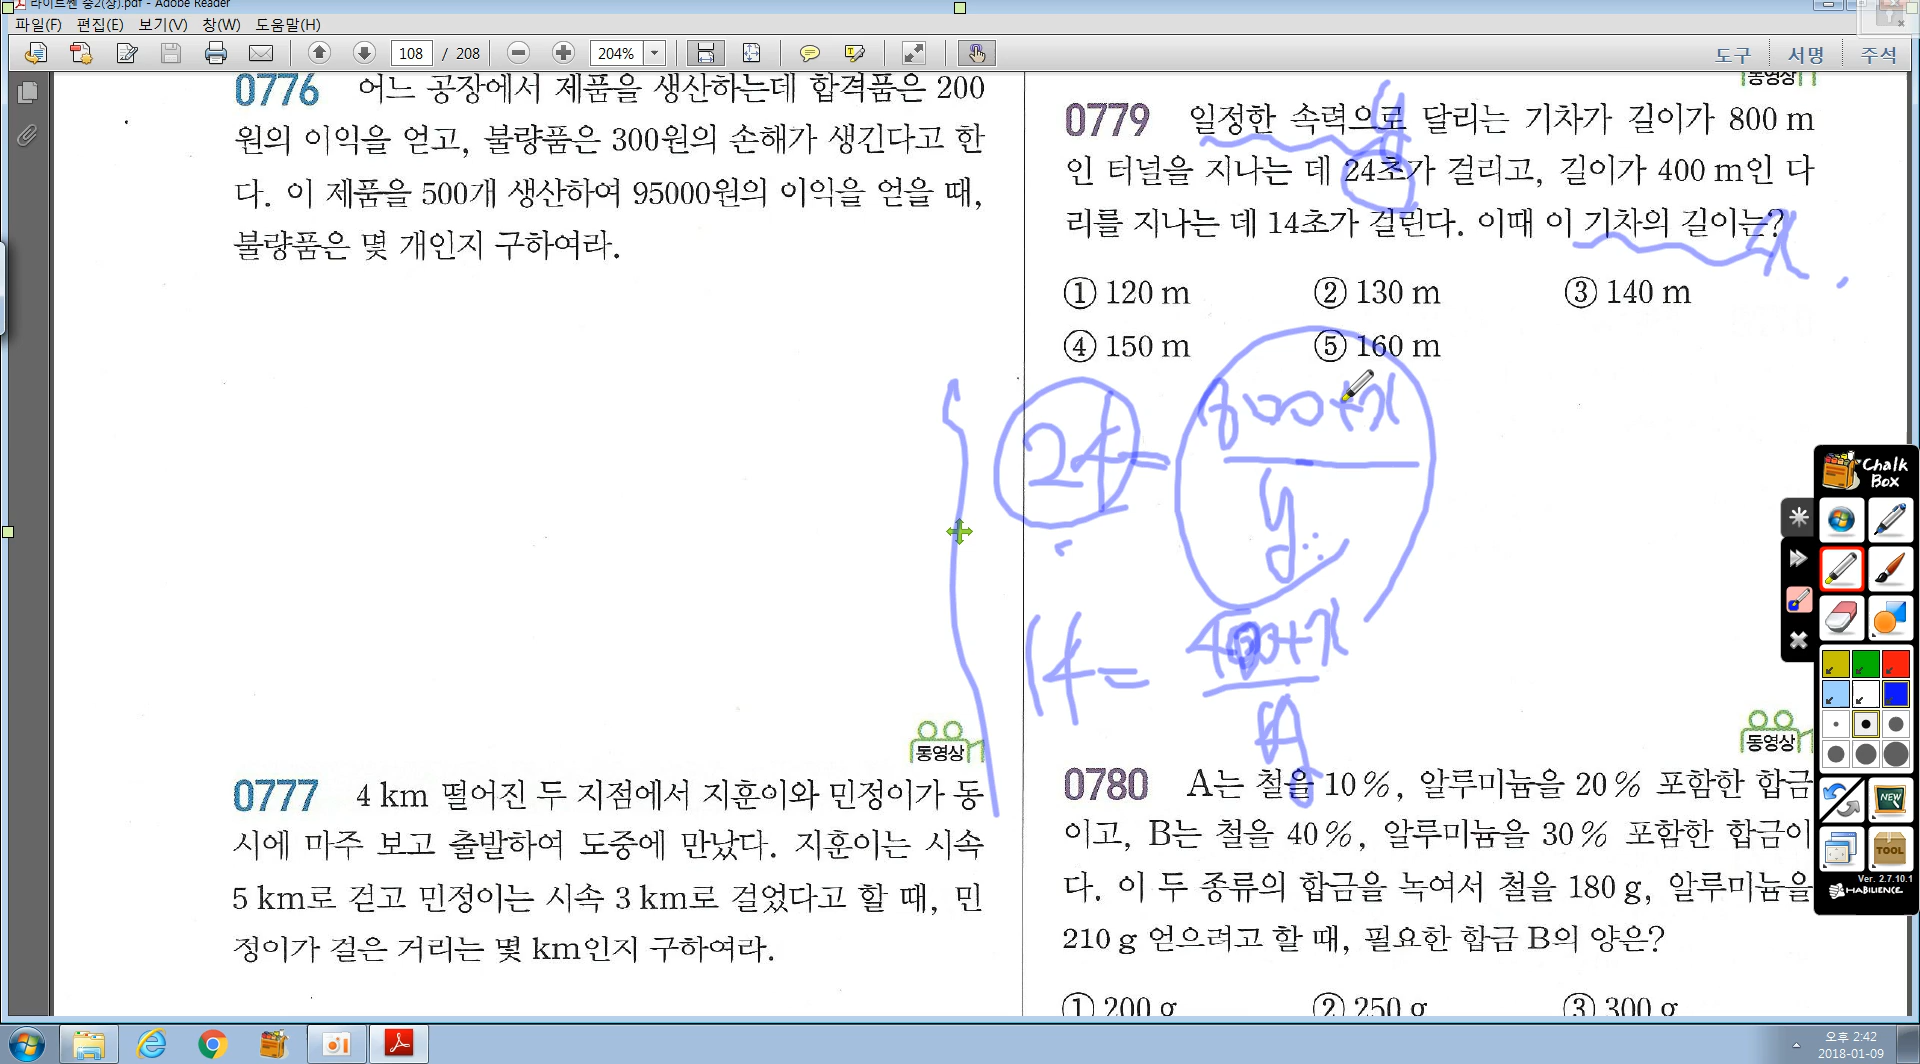 라이트쎈 중2(상).pdf - Adobe Reader
파일(F) 편집(E) 보기(V) 창(W) 도움말(H)
108 / 208 204% 도구 서명 주석
0776 어느 공장에서 제품을 생산하는데 합격품은 200
원의 이익을 얻고, 불량품은 300원의 손해가 생긴다고 한
다. 이 제품을 500개 생산하여 95000원의 이익을 얻을 때,
불량품은 몇 개인지 구하여라.
동영상
0777 4 km 떨어진 두 지점에서 지훈이와 민정이가 동
시에 마주 보고 출발하여 도중에 만났다. 지훈이는 시속
5 km로 걷고 민정이는 시속 3 km로 걸었다고 할 때, 민
정이가 걸은 거리는 몇 km인지 구하여라.
동영상
0779 일정한 속력으로 달리는 기차가 길이가 800 m
인 터널을 지나는 데 24초가 걸리고, 길이가 400 m인 다
리를 지나는 데 14초가 걸린다. 이때 이 기차의 길이는?
y
x
① 120 m ② 130 m ③ 140 m
④ 150 m ⑤ 160 m
24 = 800+x
y
14 = 400+x
y
동영상
0780 A는 철을 10 %, 알루미늄을 20 % 포함한 합금
이고, B는 철을 40 %, 알루미늄을 30 % 포함한 합금이
다. 이 두 종류의 합금을 녹여서 철을 180 g, 알루미늄을
210 g 얻으려고 할 때, 필요한 합금 B의 양은?
① 200 g ② 250 g ③ 300 g
Chalk
Box
NEW
TOOL
Ver. 2.7.10.1
HABILIENCE
오후 2:42
2018-01-09